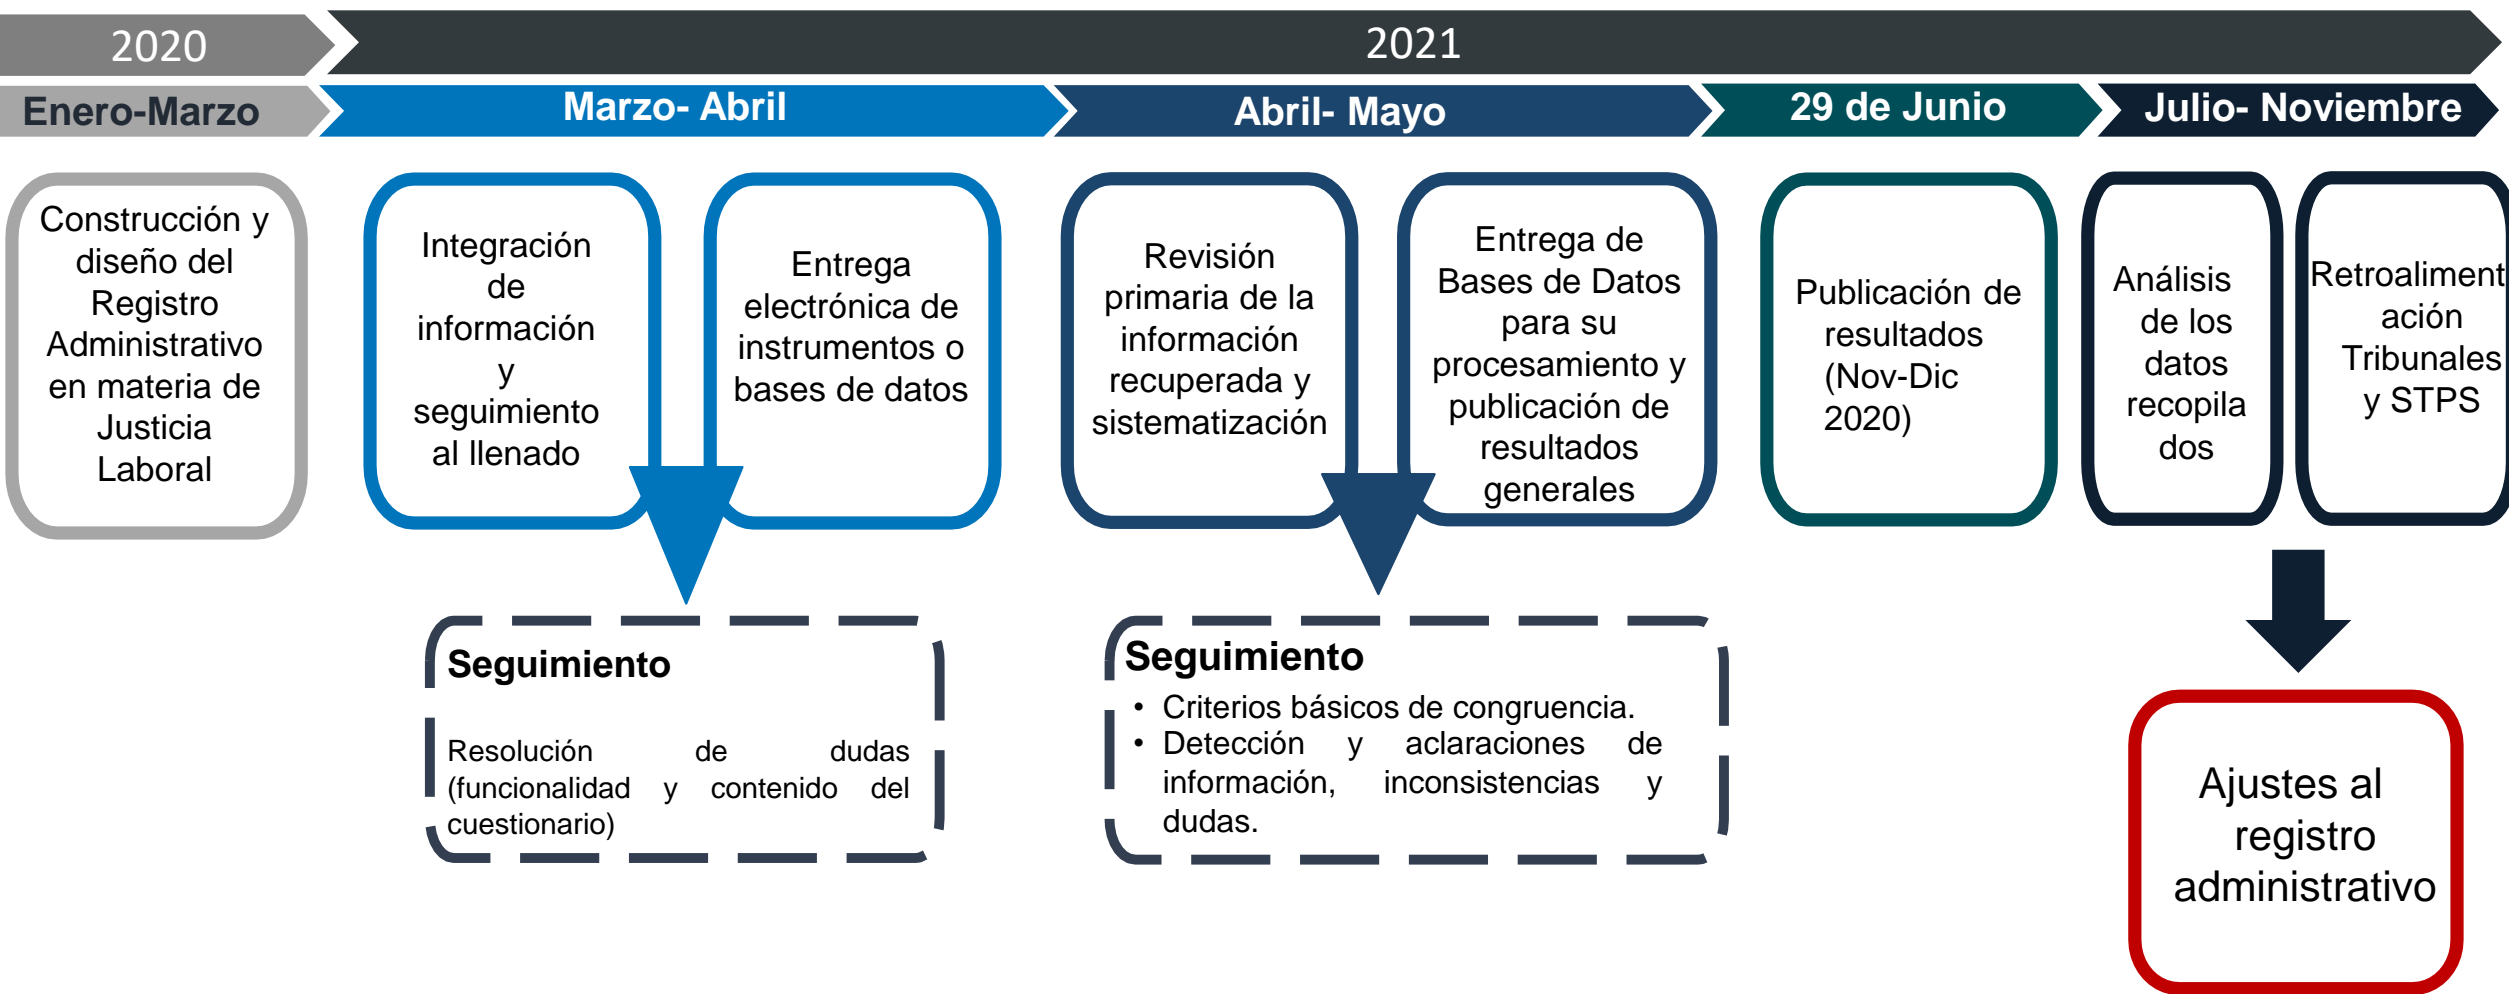 2020
2021
Enero-Marzo
Marzo- Abril
Abril- Mayo
29 de Junio
Julio- Noviembre
Construcción y
diseño del
Registro
Administrativo
en materia de
Justicia
Laboral
Integración
de
información
y
seguimiento
al llenado
Entrega
electrónica de
instrumentos o
bases de datos
Revisión
primaria de la
información
recuperada y
sistematización
Entrega de
Bases de Datos
para su
procesamiento y
publicación de
resultados
generales
Publicación de
resultados
(Nov-Dic
2020)
Análisis
de los
datos
recopila
dos
Retroaliment
ación
Tribunales
y STPS
Seguimiento
Resolución de dudas
(funcionalidad y contenido del
cuestionario)
Seguimiento
• Criterios básicos de congruencia.
• Detección y aclaraciones de
información, inconsistencias y
dudas.
Ajustes al
registro
administrativo